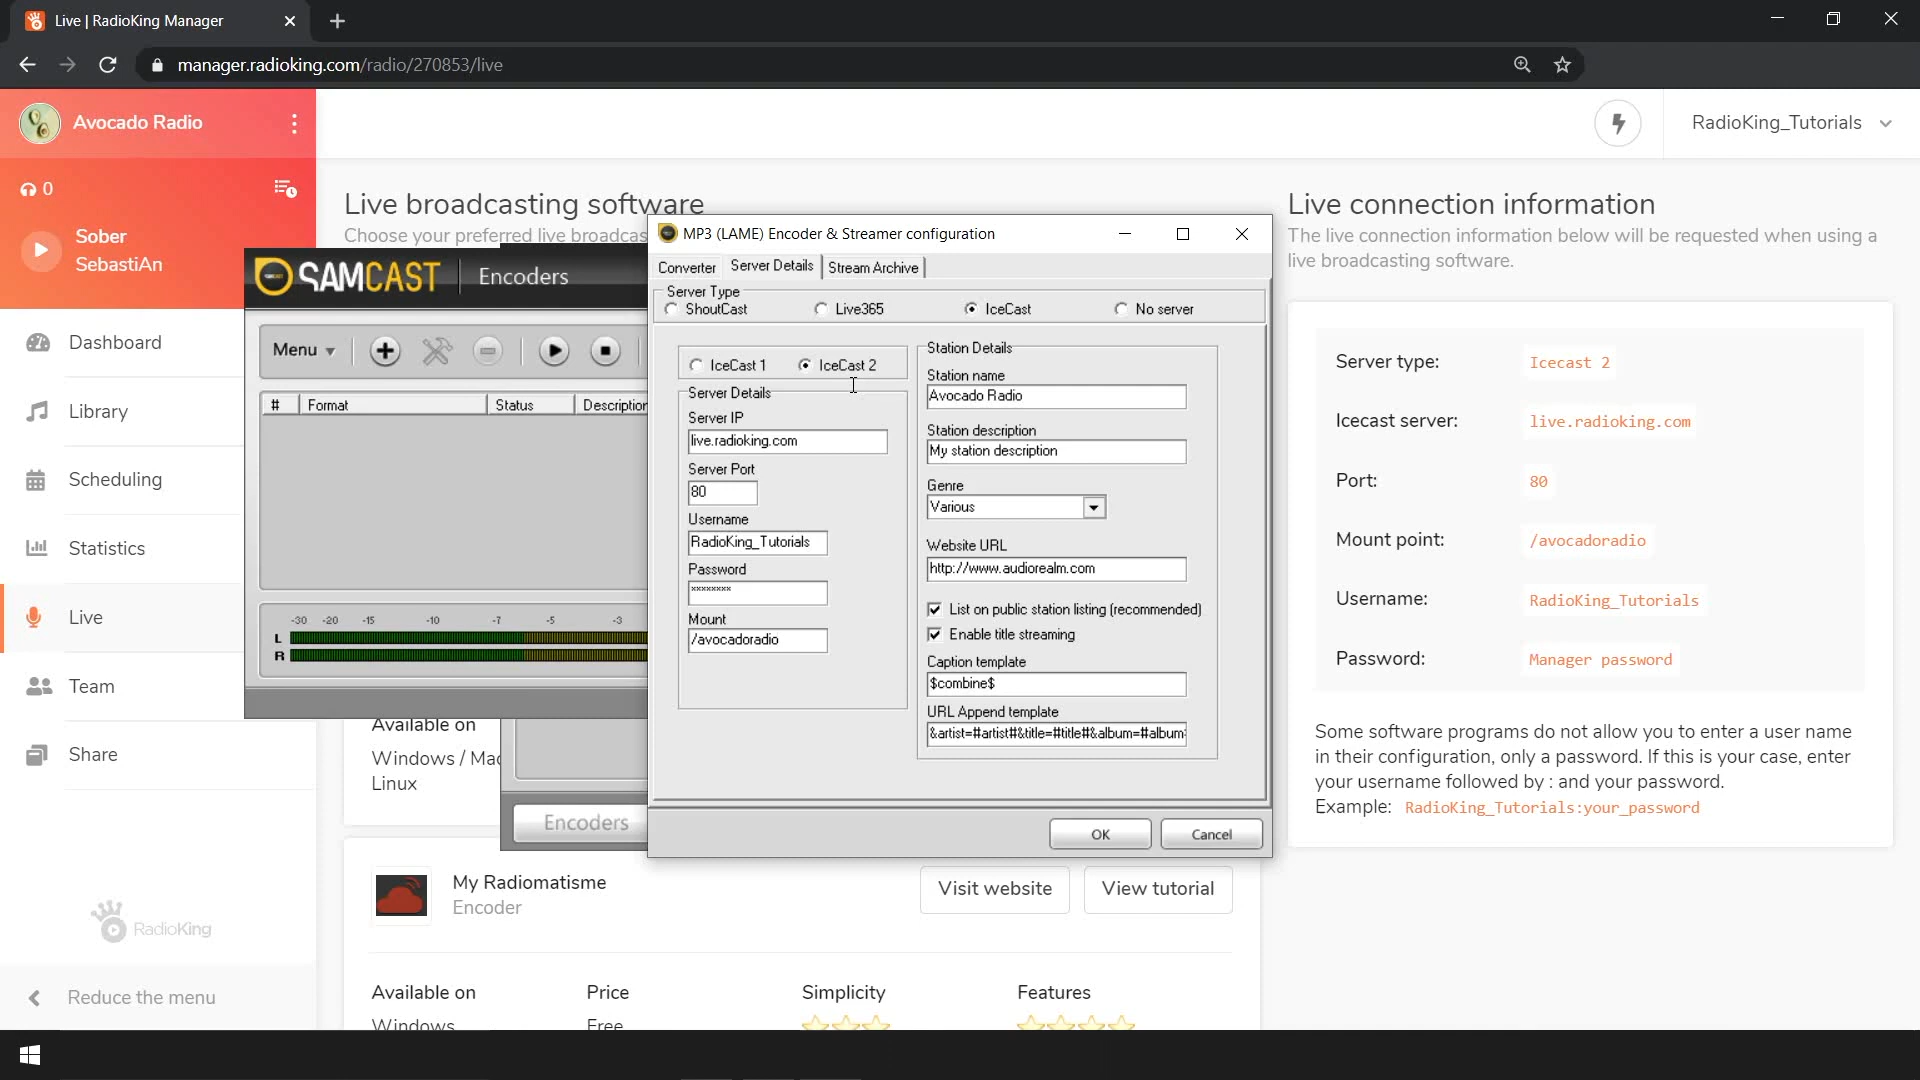 Live | RadioKing Manager
manager.radioking.com/radio/270853/live
Avocado Radio
RadioKing_Tutorials
0
Sober
SebastiAn
Dashboard
Library
Scheduling
Statistics
Live
Team
Share
RadioKing
Reduce the menu
Live broadcasting software
Choose your preferred live broadcas
SAMCAST
Encoders
Menu
# Format Status Description
-30 -20 -15 -10 -7 -5 -3
L
R
Available on
Windows / Mac
Linux
Encoders
MP3 (LAME) Encoder & Streamer configuration
Converter Server Details Stream Archive
Server Type
ShoutCast Live365 IceCast No server
IceCast 1 IceCast 2
Server Details
Server IP
live.radioking.com
Server Port
80
Username
RadioKing_Tutorials
Password
********
Mount
/avocadoradio
Station Details
Station name
Avocado Radio
Station description
My station description
Genre
Various
Website URL
http://www.audiorealm.com
List on public station listing (recommended)
Enable title streaming
Caption template
$combine$
URL Append template
&artist=#artist#&title=#title#&album=#album#
OK Cancel
My Radiomatisme
Encoder
Visit website
View tutorial
Available on Price Simplicity Features
Windows Free
Live connection information
The live connection information below will be requested when using a
live broadcasting software.
Server type: Icecast 2
Icecast server: live.radioking.com
Port: 80
Mount point: /avocadoradio
Username: RadioKing_Tutorials
Password: Manager password
Some software programs do not allow you to enter a user name
in their configuration, only a password. If this is your case, enter
your username followed by : and your password.
Example: RadioKing_Tutorials:your_password